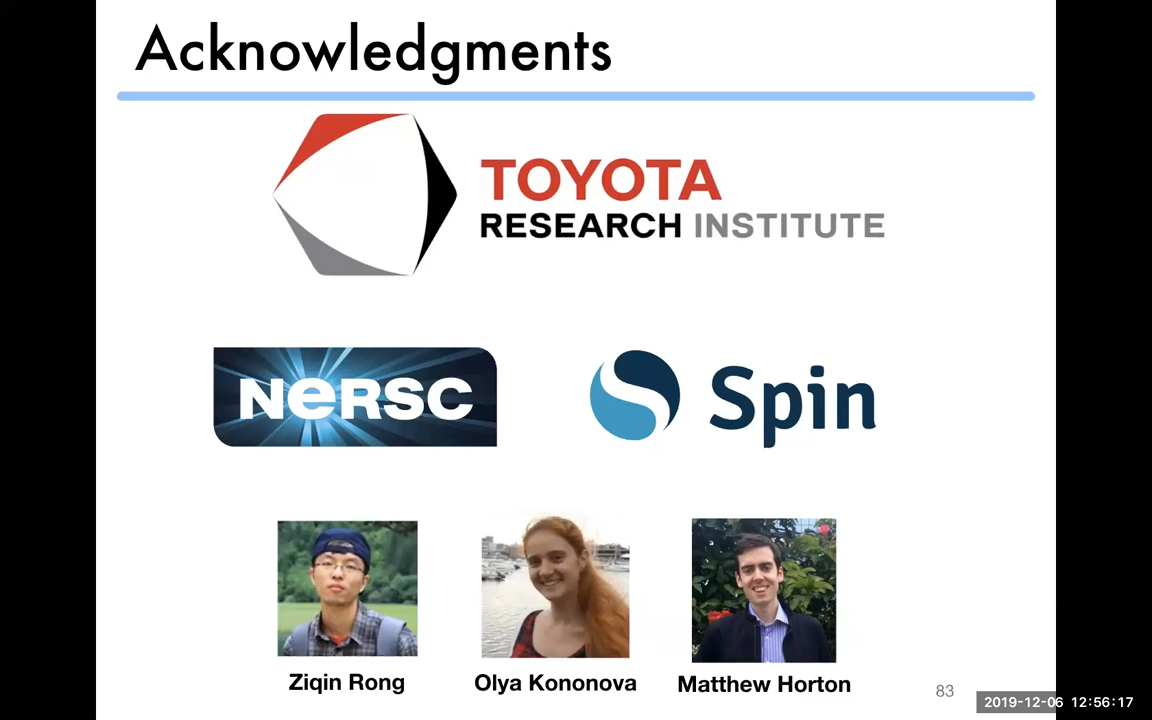 Acknowledgments
TOYOTA
RESEARCH INSTITUTE
NERSC
Spin
Ziqin Rong
Olya Kononova
Matthew Horton
83
2019-12-06 12:56:17